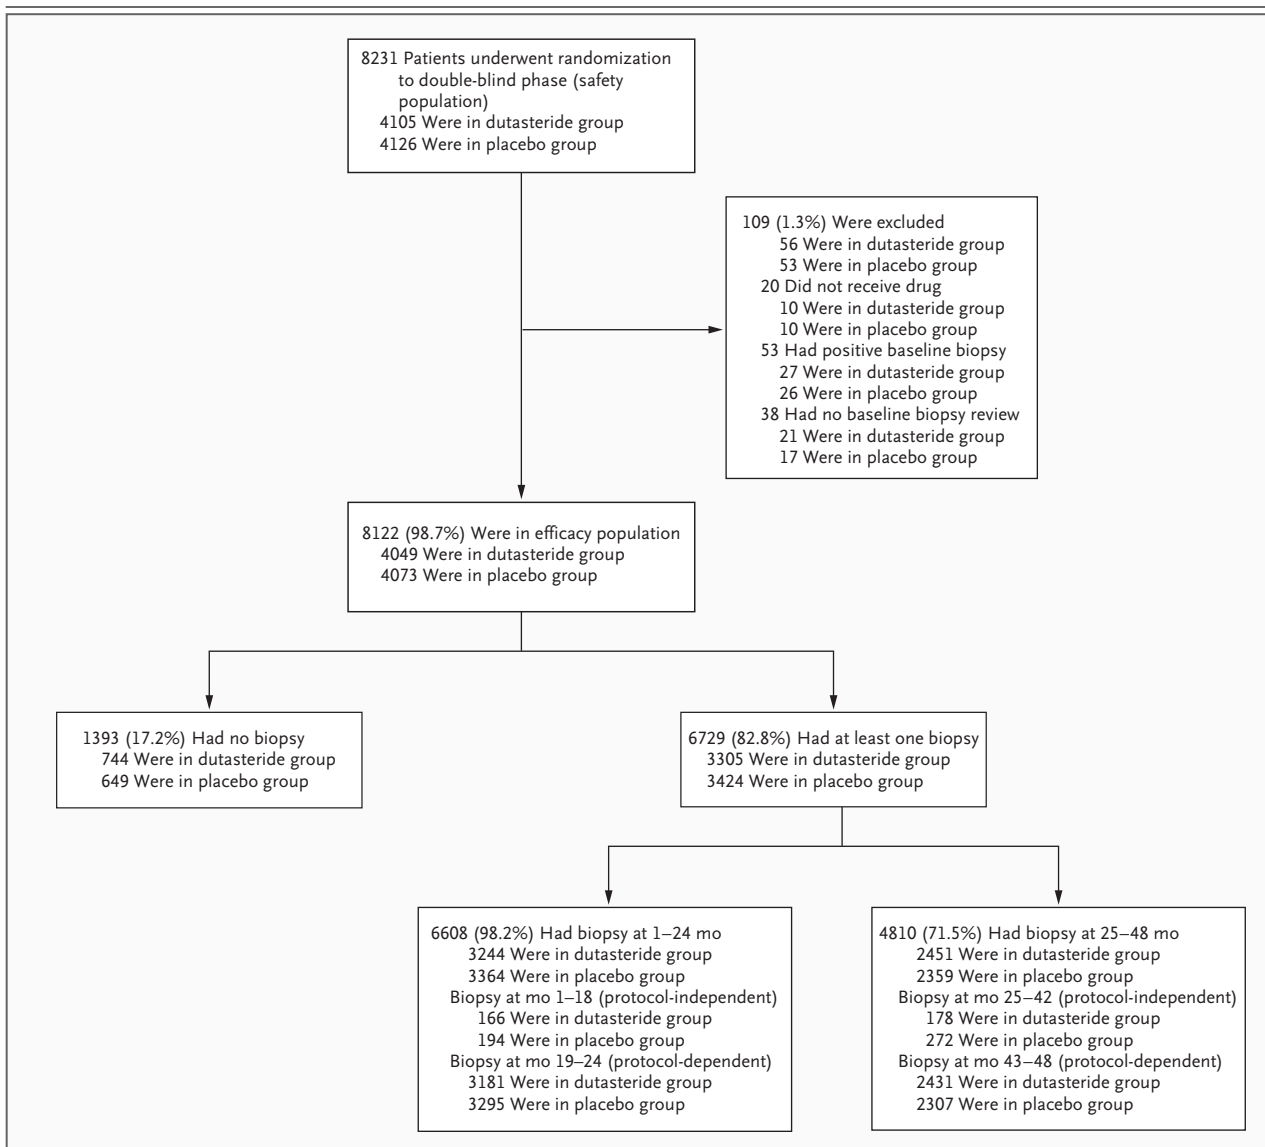 8231 Patients underwent randomization
to double-blind phase (safety
population)
4105 Were in dutasteride group
4126 Were in placebo group
109 (1.3%) Were excluded
56 Were in dutasteride group
53 Were in placebo group
20 Did not receive drug
10 Were in dutasteride group
10 Were in placebo group
53 Had positive baseline biopsy
27 Were in dutasteride group
26 Were in placebo group
38 Had no baseline biopsy review
21 Were in dutasteride group
17 Were in placebo group
8122 (98.7%) Were in efficacy population
4049 Were in dutasteride group
4073 Were in placebo group
1393 (17.2%) Had no biopsy
744 Were in dutasteride group
649 Were in placebo group
6729 (82.8%) Had at least one biopsy
3305 Were in dutasteride group
3424 Were in placebo group
6608 (98.2%) Had biopsy at 1–24 mo
3244 Were in dutasteride group
3364 Were in placebo group
Biopsy at mo 1–18 (protocol-independent)
166 Were in dutasteride group
194 Were in placebo group
Biopsy at mo 19–24 (protocol-dependent)
3181 Were in dutasteride group
3295 Were in placebo group
4810 (71.5%) Had biopsy at 25–48 mo
2451 Were in dutasteride group
2359 Were in placebo group
Biopsy at mo 25–42 (protocol-independent)
178 Were in dutasteride group
272 Were in placebo group
Biopsy at mo 43–48 (protocol-dependent)
2431 Were in dutasteride group
2307 Were in placebo group